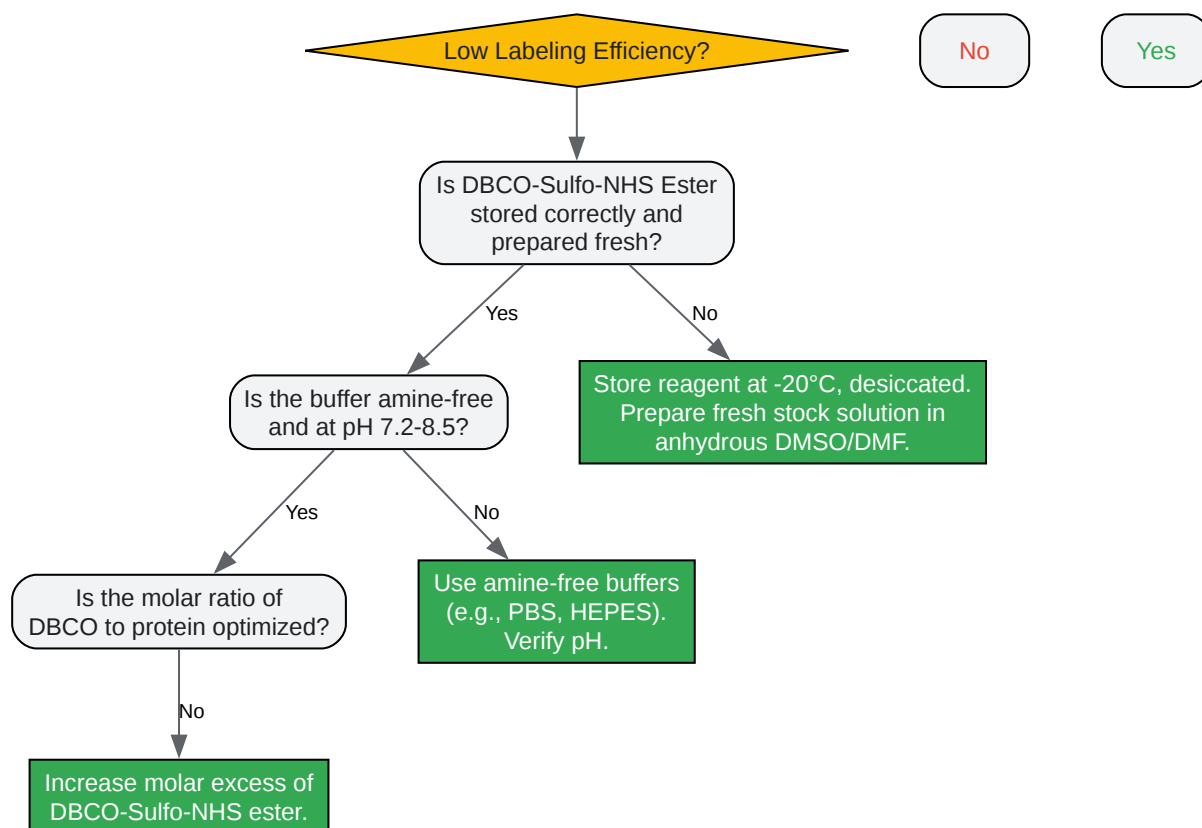 Low Labeling Efficiency?
No
Yes
Is DBCO-Sulfo-NHS Ester
stored correctly and
prepared fresh?
Yes
No
Is the buffer amine-free
and at pH 7.2-8.5?
Store reagent at -20°C, desiccated.
Prepare fresh stock solution in
anhydrous DMSO/DMF.
Yes
No
Is the molar ratio of
DBCO to protein optimized?
Use amine-free buffers
(e.g., PBS, HEPES).
Verify pH.
No
Increase molar excess of
DBCO-Sulfo-NHS ester.